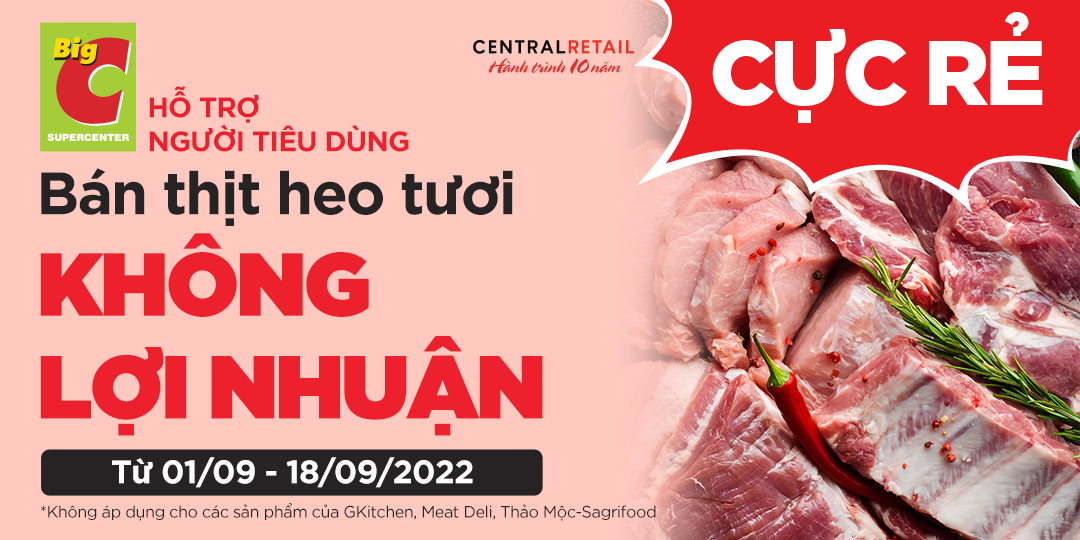 Big
C
SUPERCENTER
HỖ TRỢ
NGƯỜI TIÊU DÙNG
CENTRALRETAIL
Hành trình 10 năm
CỰC RẺ
Bán thịt heo tươi
KHÔNG
LỢI NHUẬN
Từ 01/09 - 18/09/2022
*Không áp dụng cho các sản phẩm của GKitchen, Meat Deli, Thảo Mộc-Sagrifood